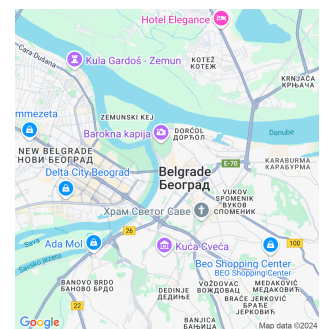 Hotel Elegance
Cara Dušana
Kula Gardoš - Zemun
КОТЕŽ
КОТЕЖ
KRNJAČA
КРЊАЧА
mmezeta
ZEMUNSKI KEJ
Barokna kapija
DORĆOL
ДОРЋОЛ
Danube
NEW BELGRADE
НОВИ БЕОГРАД
Delta City Beograd
Belgrade
Београд
E-70
KARABURMA
КАРАБУРМА
VUKOV
SPOMENIK
ВУКОВ
СПОМЕНИК
Храм Светог Саве
26
Sava
Savsko jezero
Ada Mol
Kuća Cveća
100
Beo Shopping Center
BEO Shopping Center
BANOVO BRDO
БАНОВО БРДО
DEDINJE
ДЕДИЊЕ
VOŽDOVAC
ВОЖДОВАЦ
MEDAKOVIĆ
МЕДАКОВИЋ
BRAĆE JERKOVIĆ
БРАЋЕ
ЈЕРКОВИЋ
BANJICA
БАЊИЦА
Google
Map data ©2024